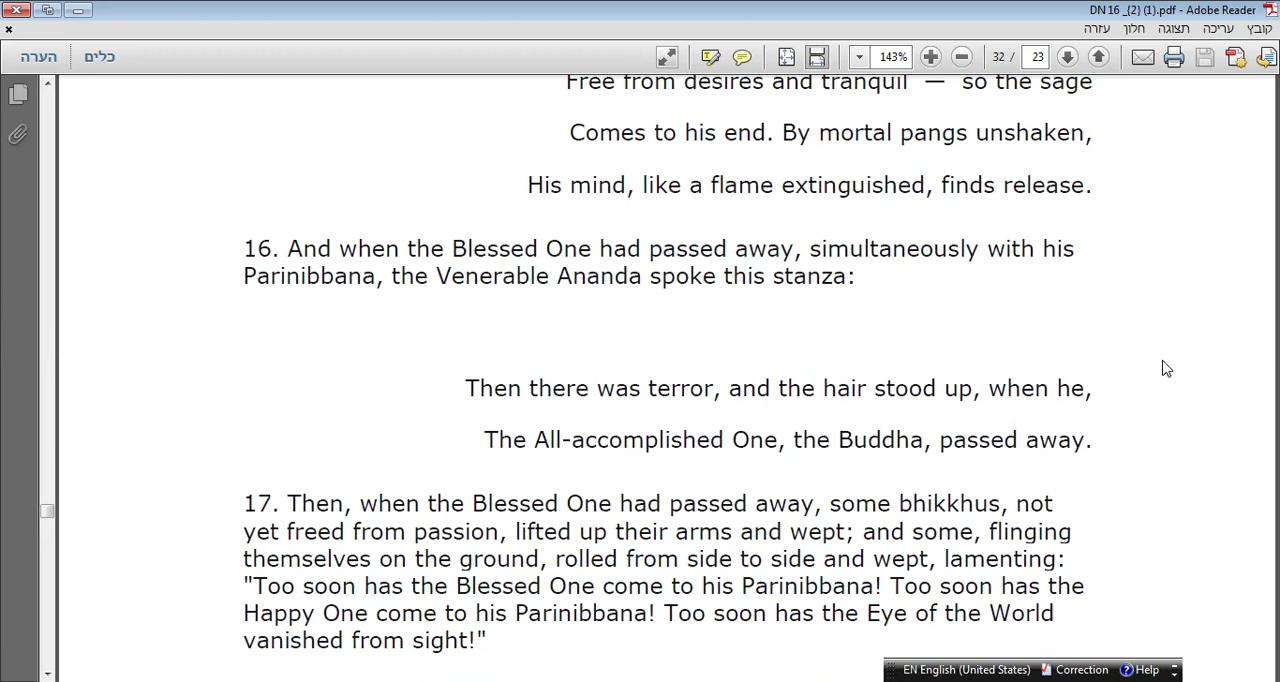 DN 16 _{2} (1).pdf - Adobe Reader
קובץ עריכה תצוגה חלון עזרה
הערה כלים 143% 32 / 23
Free from desires and tranquil — so the sage
Comes to his end. By mortal pangs unshaken,
His mind, like a flame extinguished, finds release.
16. And when the Blessed One had passed away, simultaneously with his
Parinibbana, the Venerable Ananda spoke this stanza:
Then there was terror, and the hair stood up, when he,
The All-accomplished One, the Buddha, passed away.
17. Then, when the Blessed One had passed away, some bhikkhus, not
yet freed from passion, lifted up their arms and wept; and some, flinging
themselves on the ground, rolled from side to side and wept, lamenting:
"Too soon has the Blessed One come to his Parinibbana! Too soon has the
Happy One come to his Parinibbana! Too soon has the Eye of the World
vanished from sight!"
EN English (United States) Correction Help